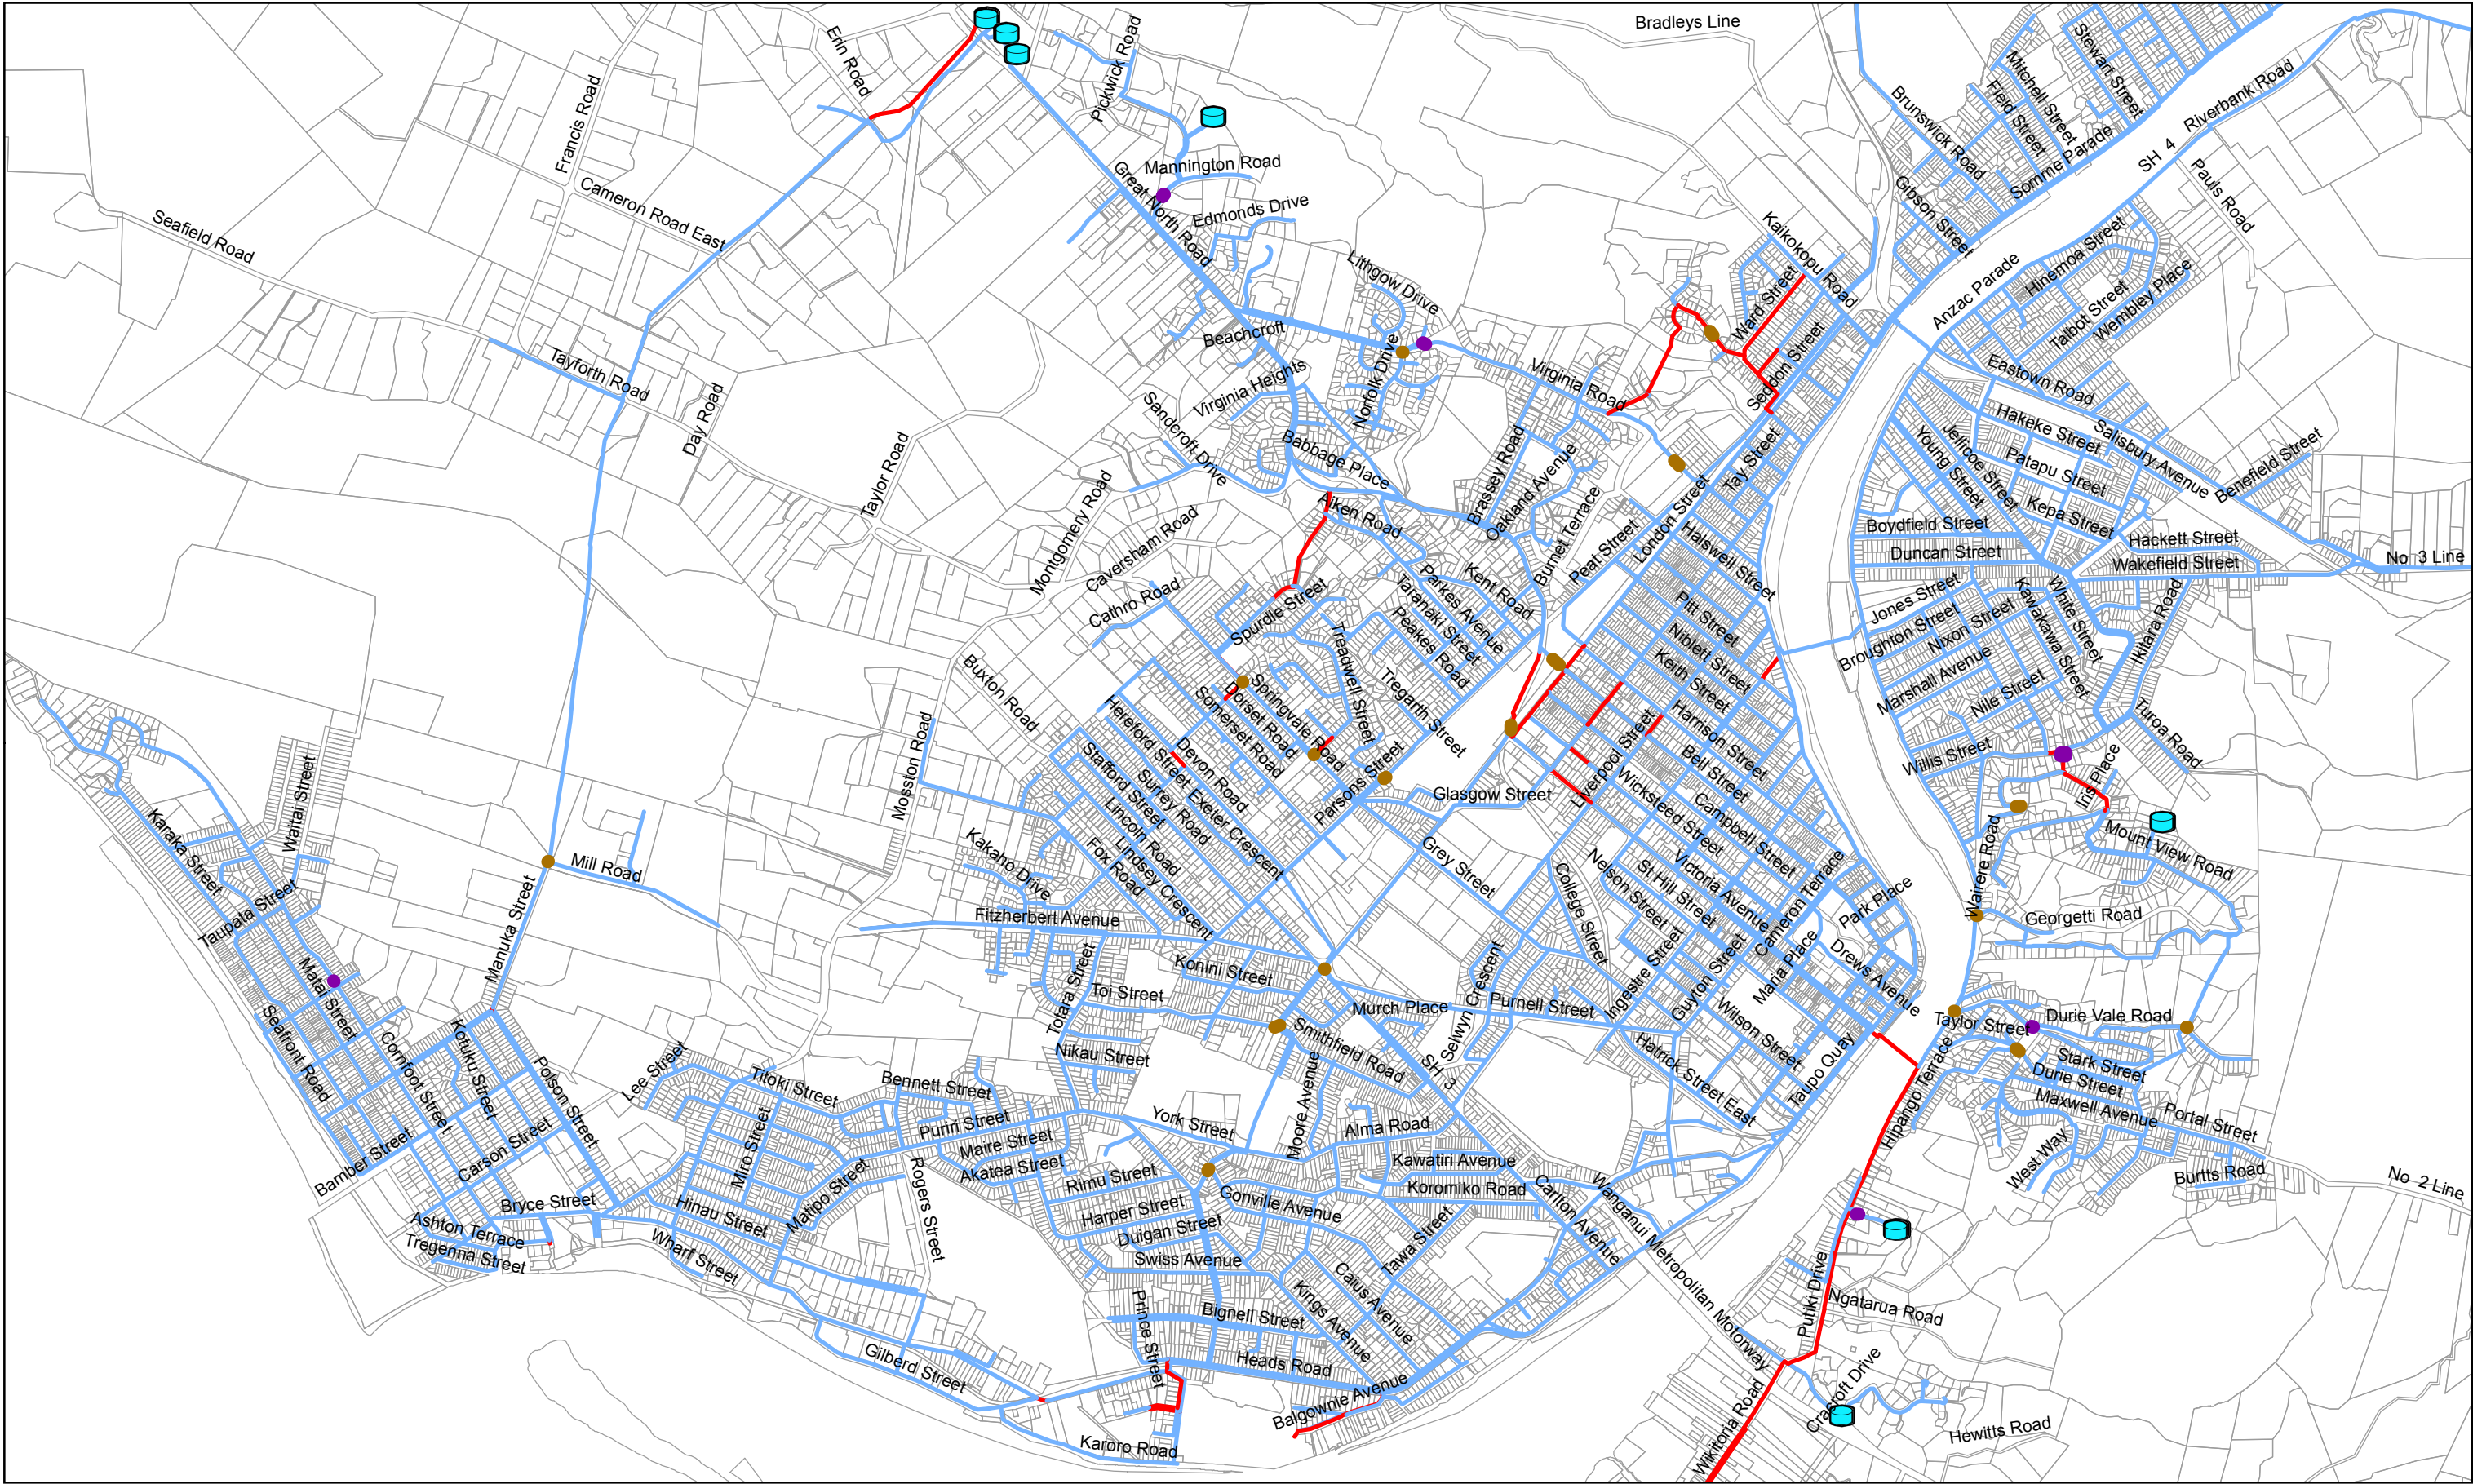 Bradleys Line
Erin Road
Pickwick Road
Stewart Street
Mitchell Street
Field Street
Riverbank Road
Brunswick Road
Somme Parade
SH 4
Francis Road
Mannington Road
Great North Road
Pauls Road
Cameron Road East
Gibson Street
Edmonds Drive
Seafield Road
Kaikokopu Road
Lithgow Drive
Hinemoa Street
Anzac Parade
Ward Street
Talbot Street
Wembley Place
Beachcroft
Tayforth Road
Seddon Street
Virginia Road
Eastown Road
Virginia Heights
Norfolk Drive
Day Road
Sandcroft Drive
Hakeke Street
Salisbury Avenue
Jellicoe Street
Young Street
Babbage Place
Tay Street
Patapu Street
Benefield Street
Taylor Road
Brassey Road
Oakland Avenue
Montgomery Road
Aiken Road
London Street
Kepa Street
Caversham Road
Burnet Terrace
Peat Street
Halswell Street
Boydfield Street
Hackett Street
Duncan Street
Wakefield Street
No 3 Line
Cathro Road
Spurdle Street
Kent Road
Parkes Avenue
Taranaki Street
Peakes Road
Pitt Street
Jones Street
Kawakawa Street
White Street
Ikitara Road
Niblett Street
Keith Street
Broughton Street
Nixon Street
Treadwell Street
Tregarth Street
Marshall Avenue
Buxton Road
Springvale Road
Dorset Road
Somerset Road
Hereford Street
Harrison Street
Nile Street
Turoa Road
Mosston Road
Devon Road
Liverpool Street
Bell Street
Willis Street
Parsons Street
Stafford Street
Surrey Road
Exeter Crescent
Glasgow Street
Wicksteed Street
Campbell Street
Waitai Street
Karaka Street
Lincoln Road
Lindsey Crescent
Fox Road
Kakaho Drive
Grey Street
Mount View Road
Mill Road
Taupata Street
Manuka Street
College Street
Nelson Street
St Hill Street
Victoria Avenue
Cameron Terrace
Park Place
Wairere Road
Georgetti Road
Fitzherbert Avenue
Matai Street
Konini Street
Selwyn Crescent
Ingestre Street
Guyton Street
Maria Place
Drews Avenue
Toi Street
Totara Street
Murch Place
Purnell Street
Wilson Street
Taylor Street
Durie Vale Road
Seafront Road
Cornfoot Street
Kotuku Street
Polson Street
Nikau Street
Smithfield Road
SH 3
Hatrick Street East
Taupo Quay
Stark Street
Durie Street
Lee Street
Titoki Street
Bennett Street
Moore Avenue
Maxwell Avenue
Portal Street
Hipango Terrace
Purin Street
York Street
Alma Road
Bamber Street
Carson Street
Miro Street
Maire Street
Akatea Street
Rimu Street
Kawatiri Avenue
Koromiko Road
West Way
Burtts Road
No 2 Line
Bryce Street
Ashton Terrace
Tregenna Street
Hinau Street
Matipo Street
Rogers Street
Harper Street
Duigan Street
Swiss Avenue
Gonville Avenue
Tawa Street
Carlton Avenue
Wanganui Metropolitan Motorway
Wharf Street
Caius Avenue
Kings Avenue
Prince Street
Bignell Street
Putiki Drive
Ngatarua Road
Gilberd Street
Heads Road
Balgownie Avenue
Karoro Road
Wikitoria Road
Hewitts Road